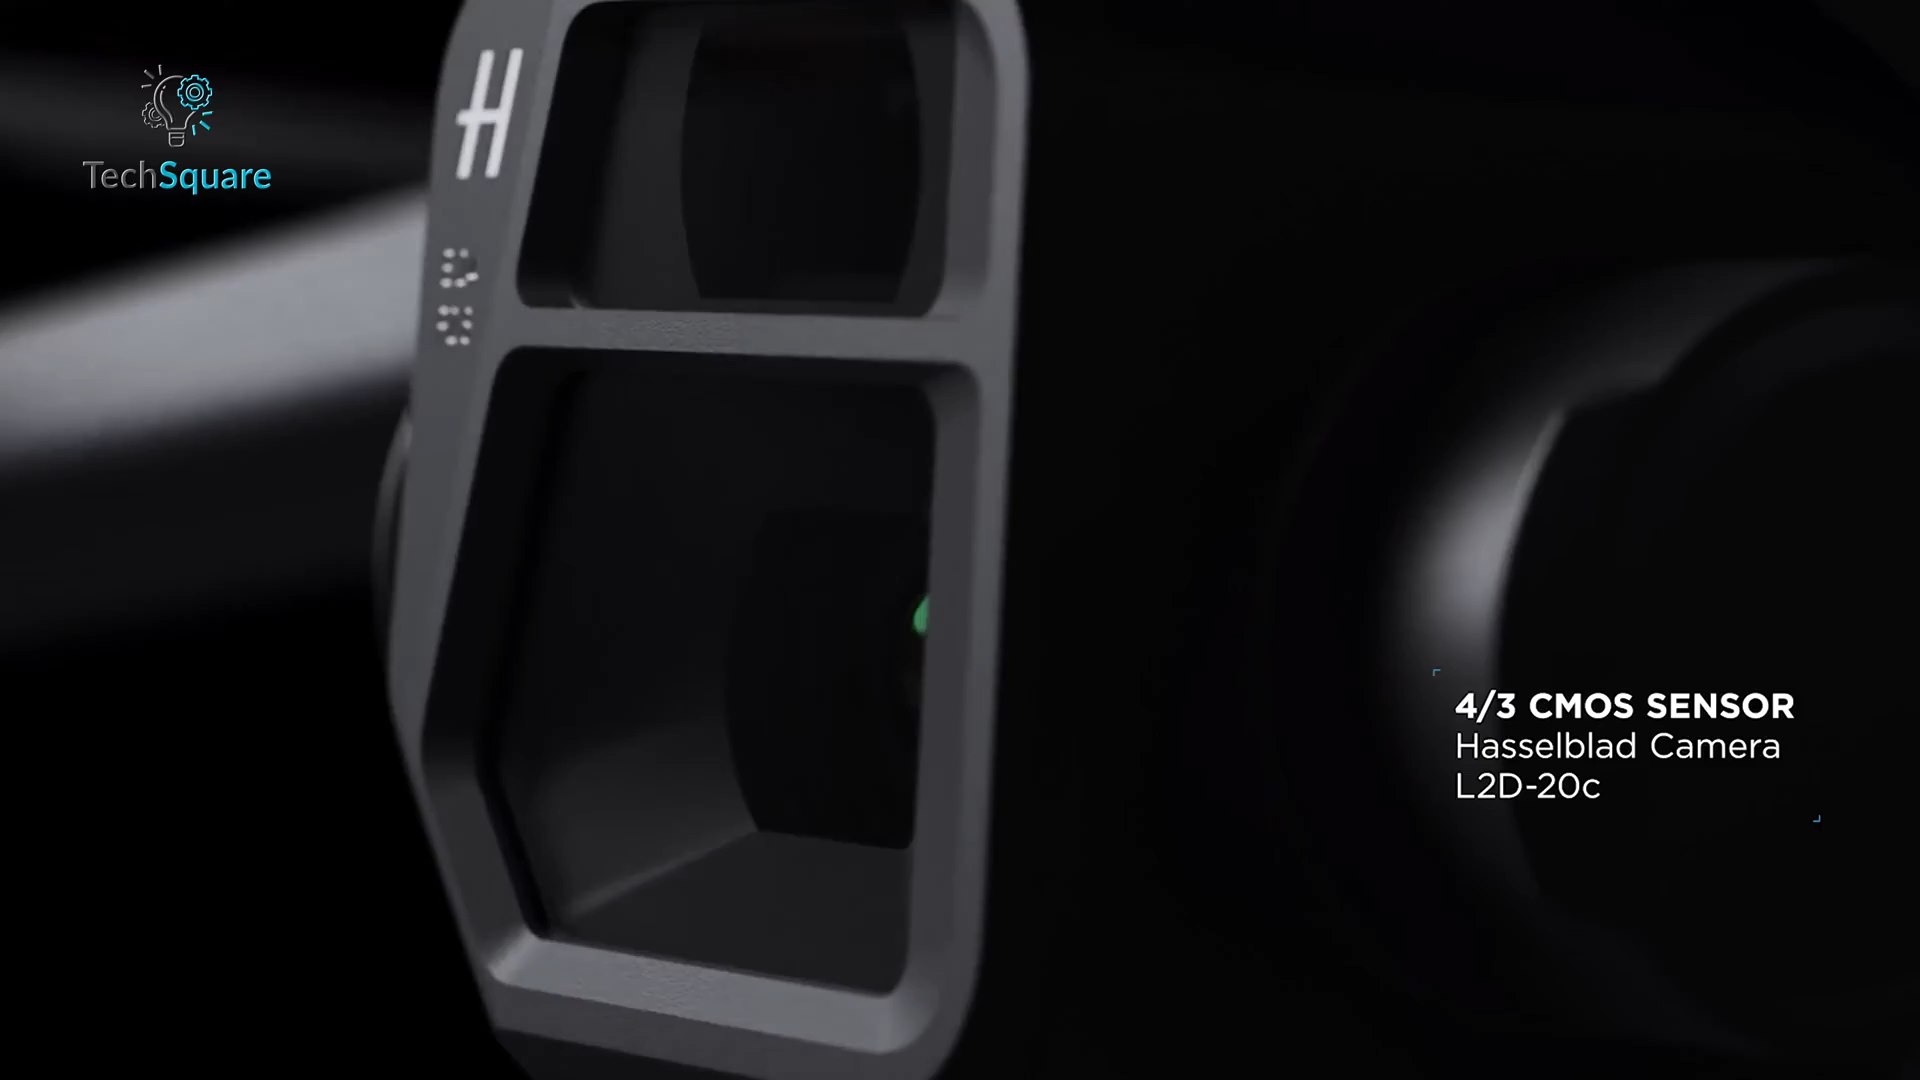 TechSquare
H
4/3 CMOS SENSOR
Hasselblad Camera
L2D-20c